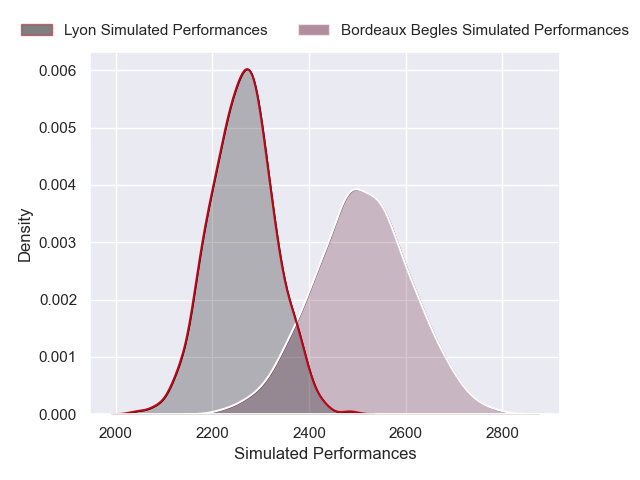 Lyon Simulated Performances
Bordeaux Begles Simulated Performances
0.006
0.005
0.004
0.003
0.002
0.001
0.000
Density
2000 2200 2400 2600 2800
Simulated Performances